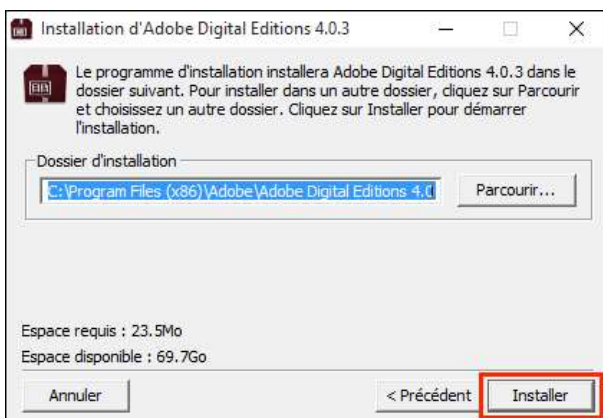 Installation d'Adobe Digital Editions 4.0.3
Le programme d'installation installera Adobe Digital Editions 4.0.3 dans le
dossier suivant. Pour installer dans un autre dossier, cliquez sur Parcourir
et choisissez un autre dossier. Cliquez sur Installer pour démarrer
l'installation.
Dossier d'installation
C:\Program Files (x86)\Adobe\Adobe Digital Editions 4.0
Parcourir...
Espace requis : 23.5Mo
Espace disponible : 69.7Go
Annuler
< Précédent
Installer